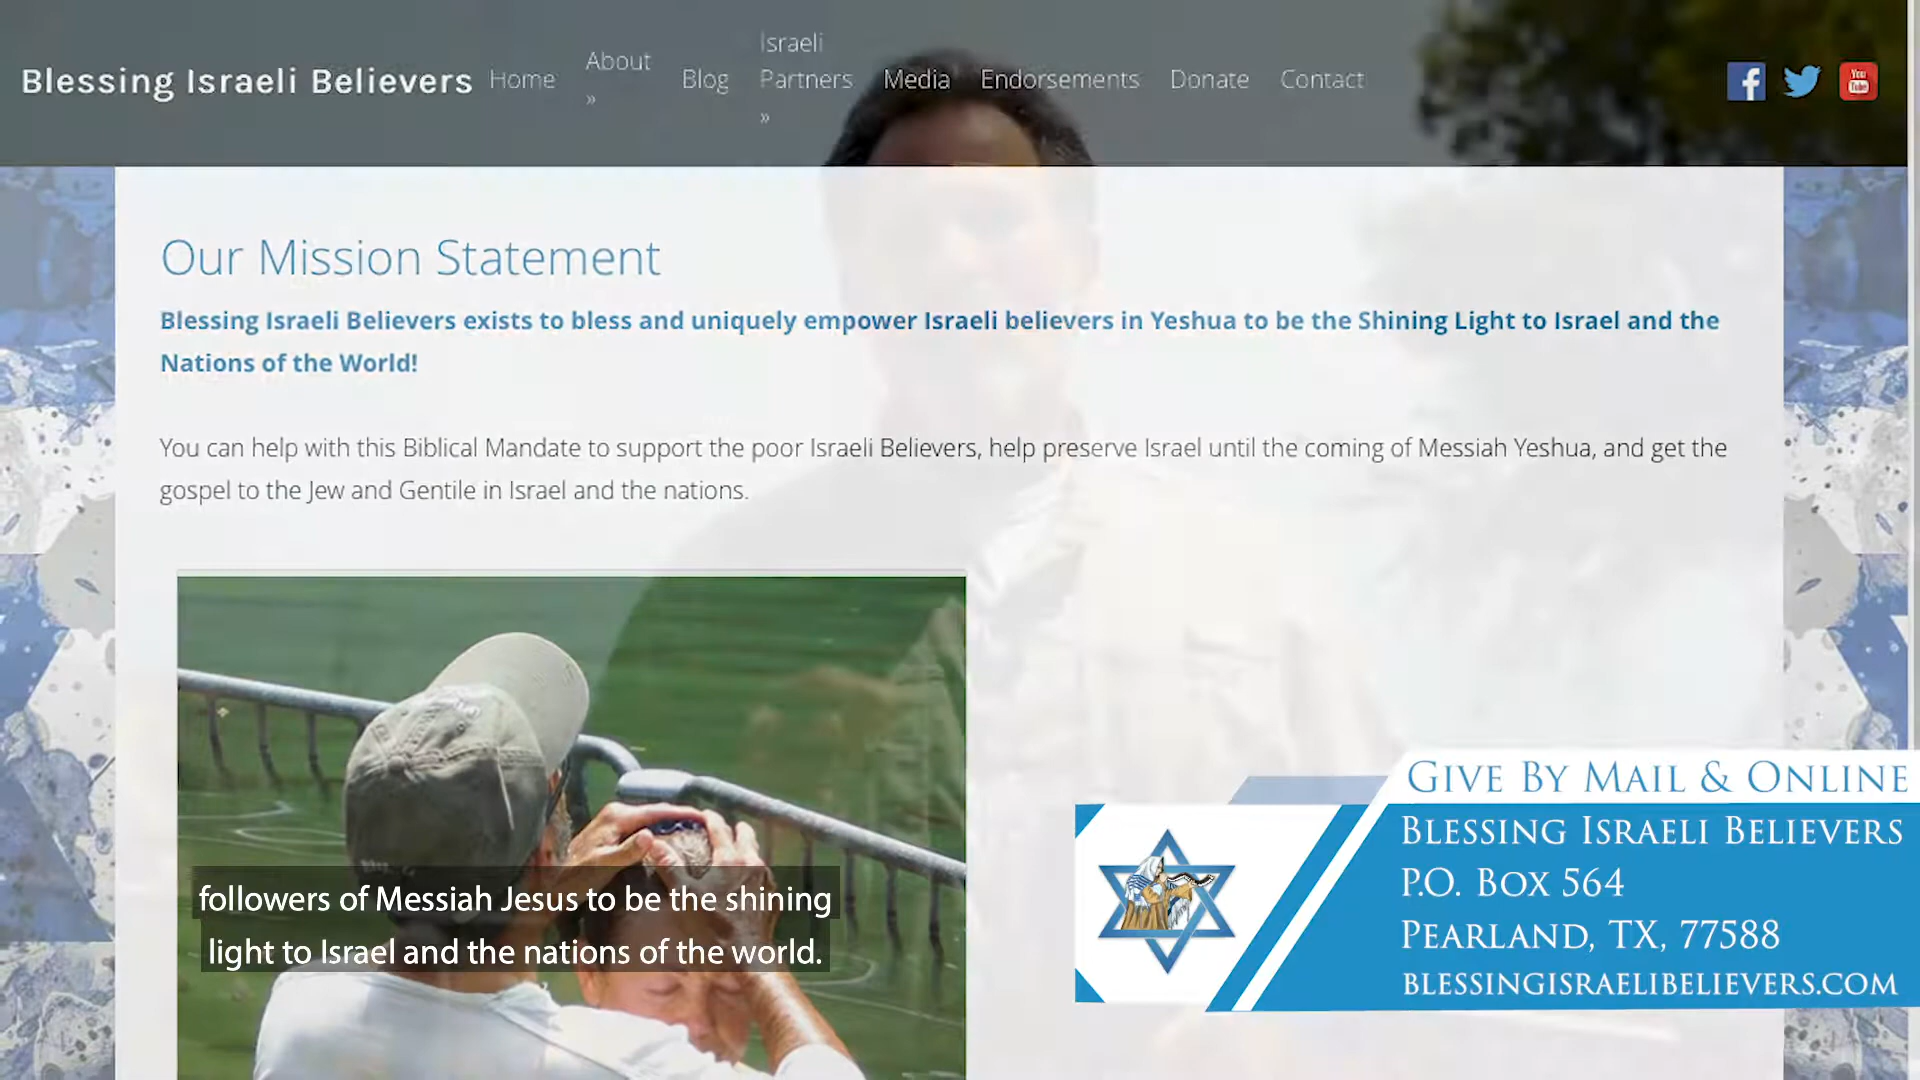 Blessing Israeli Believers
Home
About
»
Blog
Israeli
Partners
»
Media
Endorsements
Donate
Contact
You
Tube
Our Mission Statement
Blessing Israeli Believers exists to bless and uniquely empower Israeli believers in Yeshua to be the Shining Light to Israel and the
Nations of the World!
You can help with this Biblical Mandate to support the poor Israeli Believers, help preserve Israel until the coming of Messiah Yeshua, and get the
gospel to the Jew and Gentile in Israel and the nations.
followers of Messiah Jesus to be the shining
light to Israel and the nations of the world.
Give By Mail & Online
Blessing Israeli Believers
P.O. Box 564
Pearland, TX, 77588
blessingisraelibelievers.com